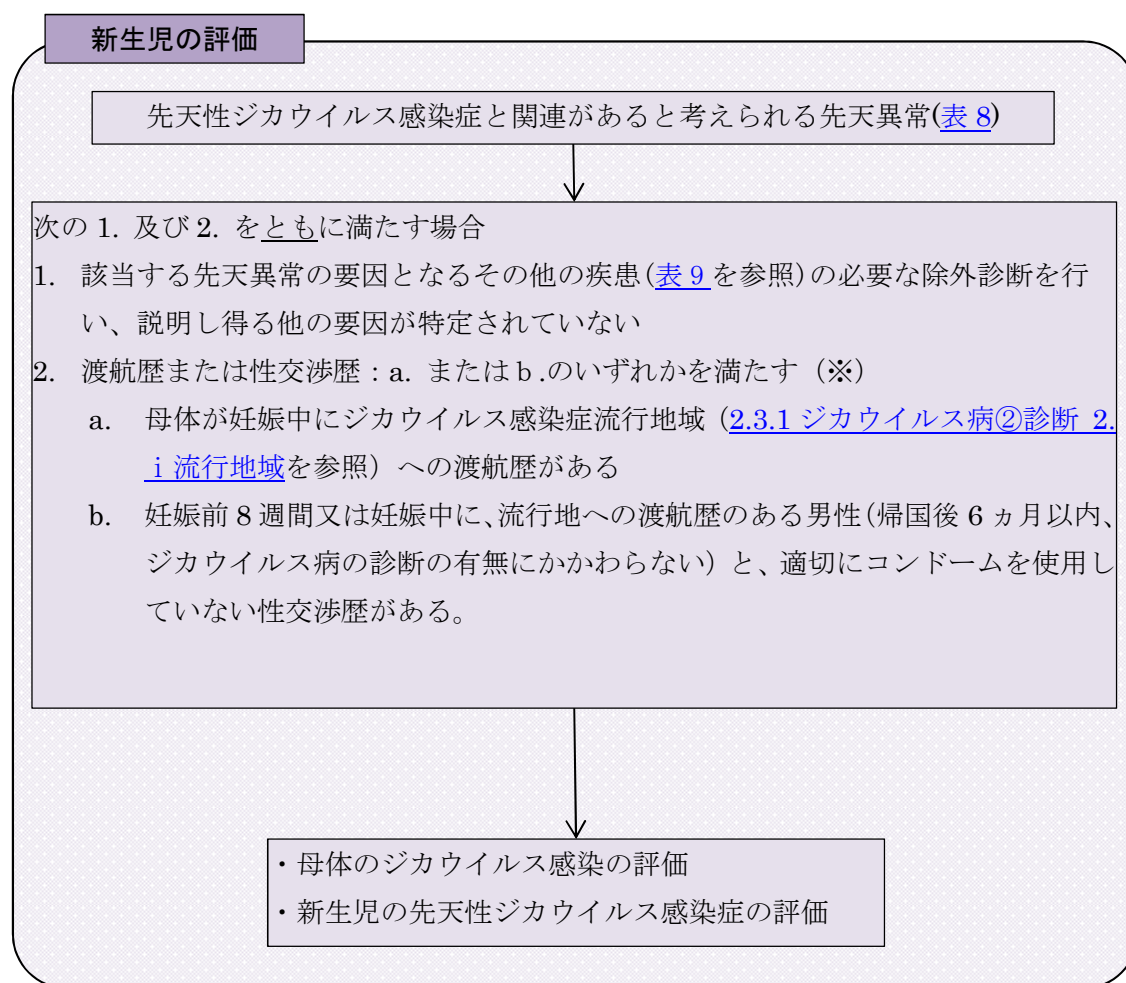 新生児の評価
先天性ジカウイルス感染症と関連があると考えられる先天異常(表 8)
次の 1. 及び 2. をともに満たす場合
1. 該当する先天異常の要因となるその他の疾患(表 9 を参照)の必要な除外診断を行
い、説明し得る他の要因が特定されていない
2. 渡航歴または性交渉歴：a. またはｂ.のいずれかを満たす（※）
a. 母体が妊娠中にジカウイルス感染症流行地域（2.3.1 ジカウイルス病②診断 2.
ｉ流行地域を参照）への渡航歴がある
b. 妊娠前 8 週間又は妊娠中に、流行地への渡航歴のある男性（帰国後 6 ヵ月以内、
ジカウイルス病の診断の有無にかかわらない）と、適切にコンドームを使用し
ていない性交渉歴がある。
・母体のジカウイルス感染の評価
・新生児の先天性ジカウイルス感染症の評価